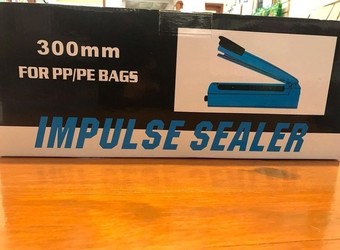 300mm
FOR PP/PE BAGS
IMPULSE SEALER